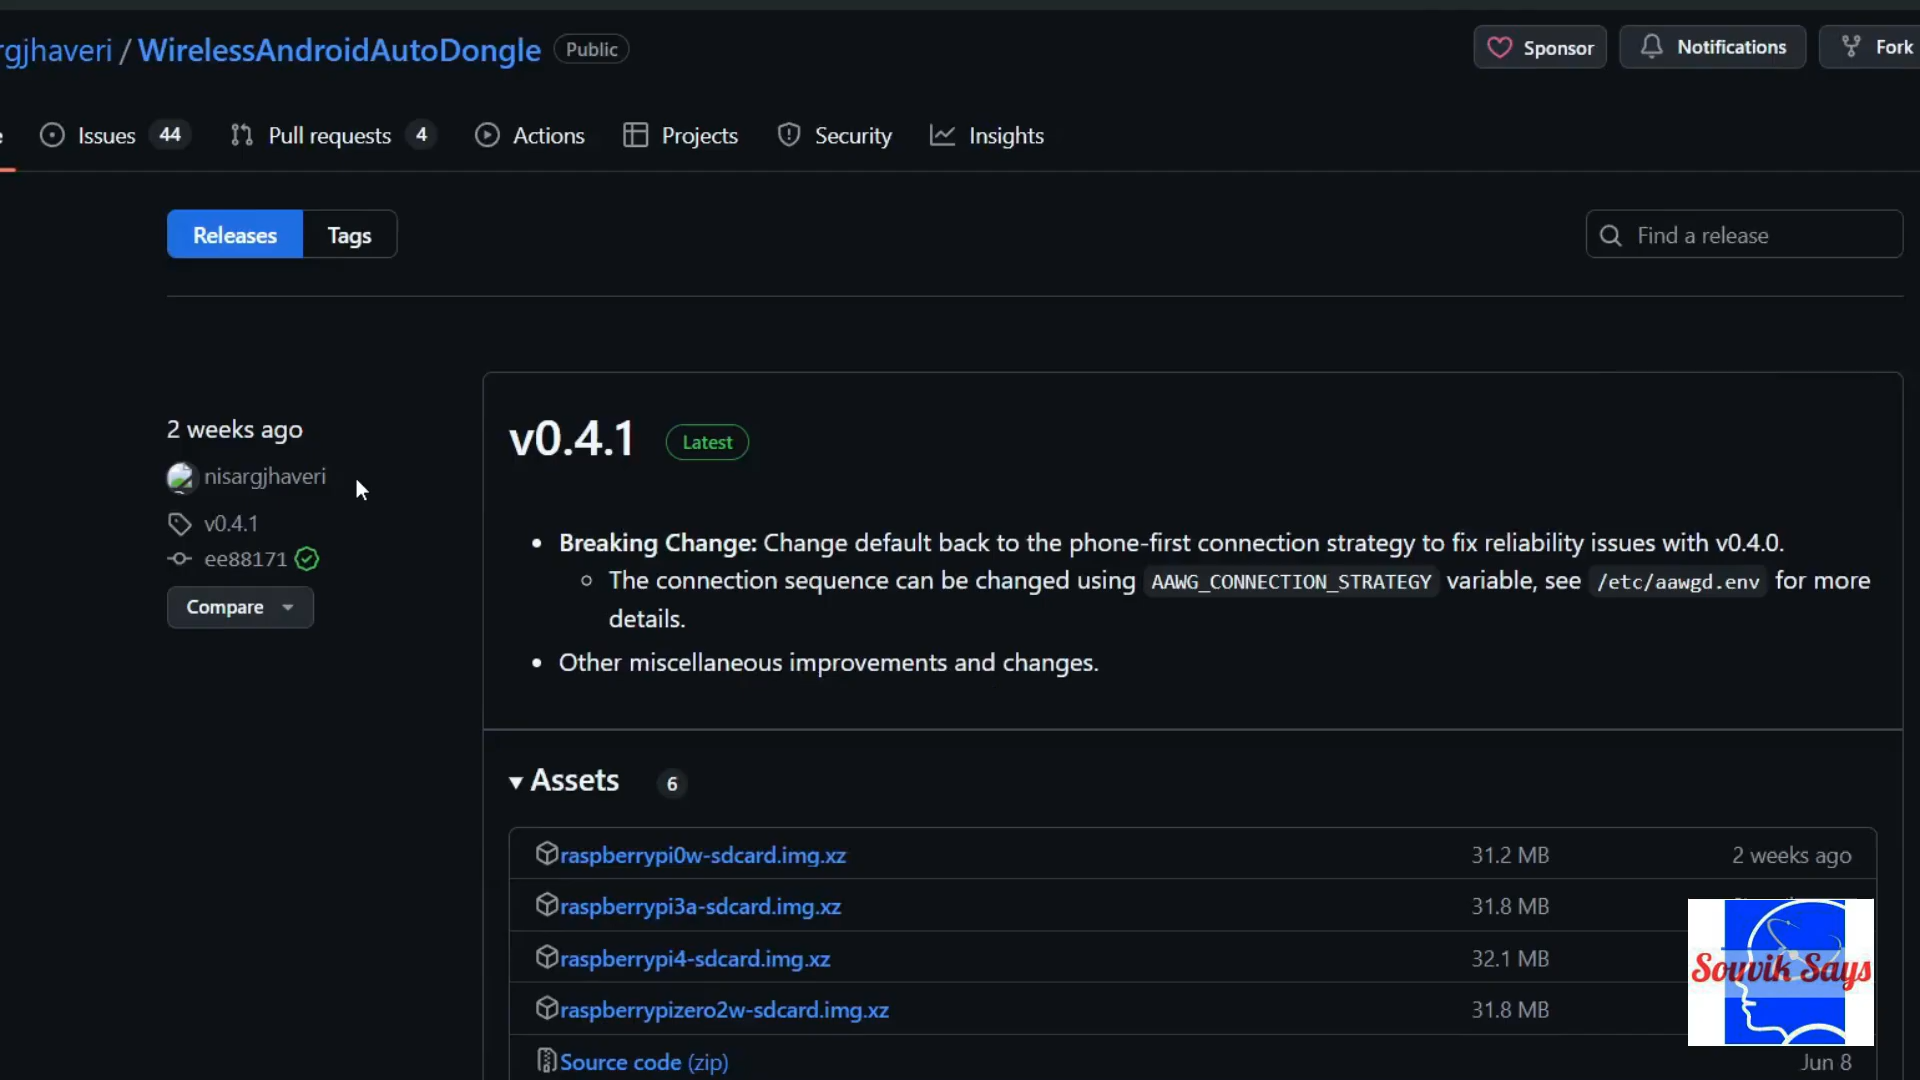 rgjhaveri / WirelessAndroidAutoDongle Public
Sponsor Notifications Fork
Issues 44 Pull requests 4 Actions Projects Security Insights
Releases Tags
Find a release
2 weeks ago
nisargjhaveri
v0.4.1
ee88171
Compare
v0.4.1 Latest
• Breaking Change: Change default back to the phone-first connection strategy to fix reliability issues with v0.4.0.
◦ The connection sequence can be changed using AAWG_CONNECTION_STRATEGY variable, see /etc/aawgd.env for more
details.
• Other miscellaneous improvements and changes.
Assets 6
raspberrypi0w-sdcard.img.xz 31.2 MB 2 weeks ago
raspberrypi3a-sdcard.img.xz 31.8 MB
raspberrypi4-sdcard.img.xz 32.1 MB
raspberrypizero2w-sdcard.img.xz 31.8 MB
Source code (zip) Jun 8
Souvik Says